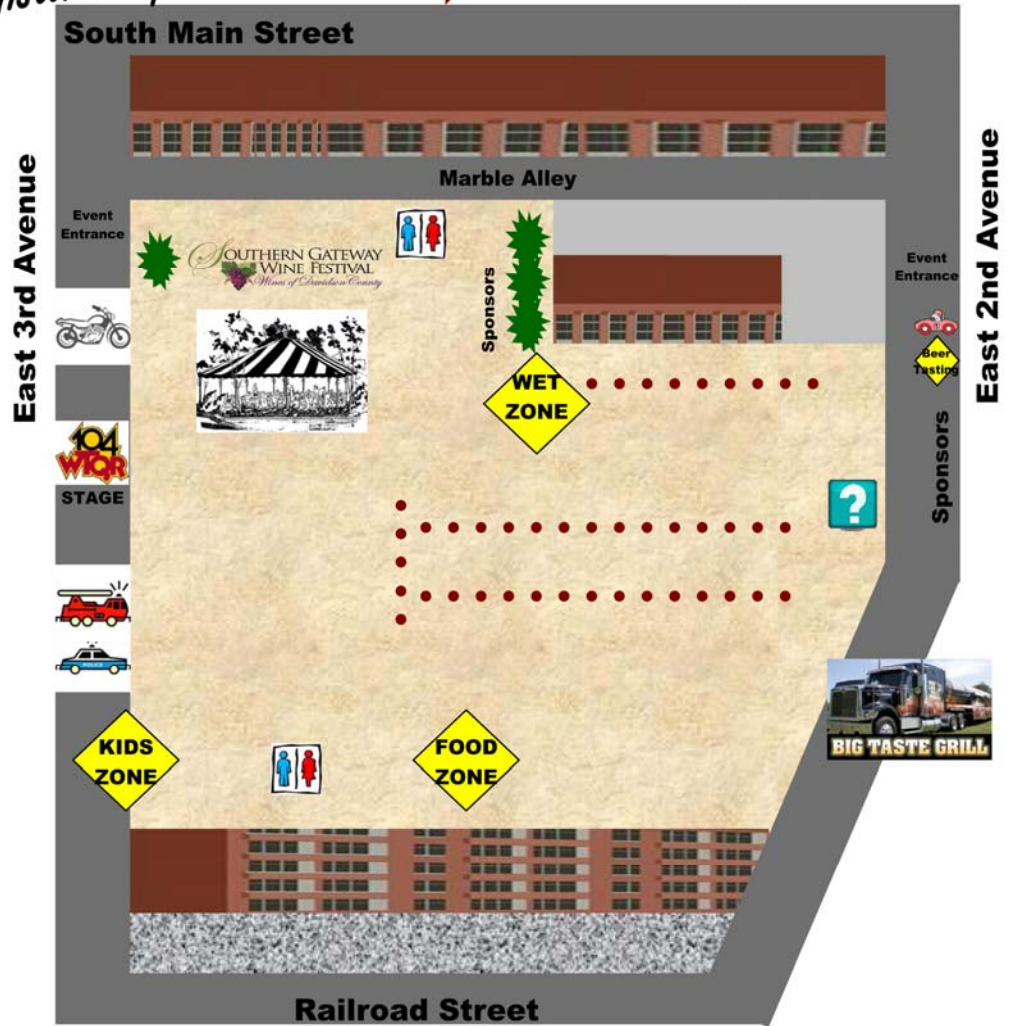 South Main Street
Marble Alley
East 3rd Avenue
East 2nd Avenue
Event
Entrance
SOUTHERN GATEWAY
WINE FESTIVAL
Wines of Davidson County
Sponsors
Event
Entrance
Beer
Tasting
WET
ZONE
104
WTQR
STAGE
Sponsors
?
POLICE
BIG TASTE GRILL
KIDS
ZONE
FOOD
ZONE
Railroad Street